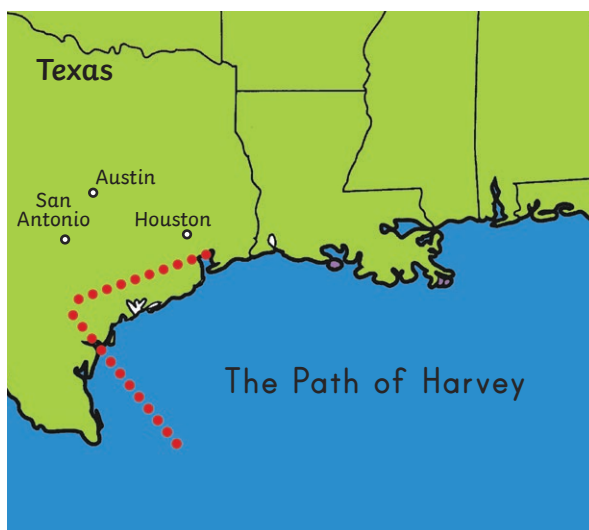 Texas
Austin
San
Antonio
Houston
The Path of Harvey